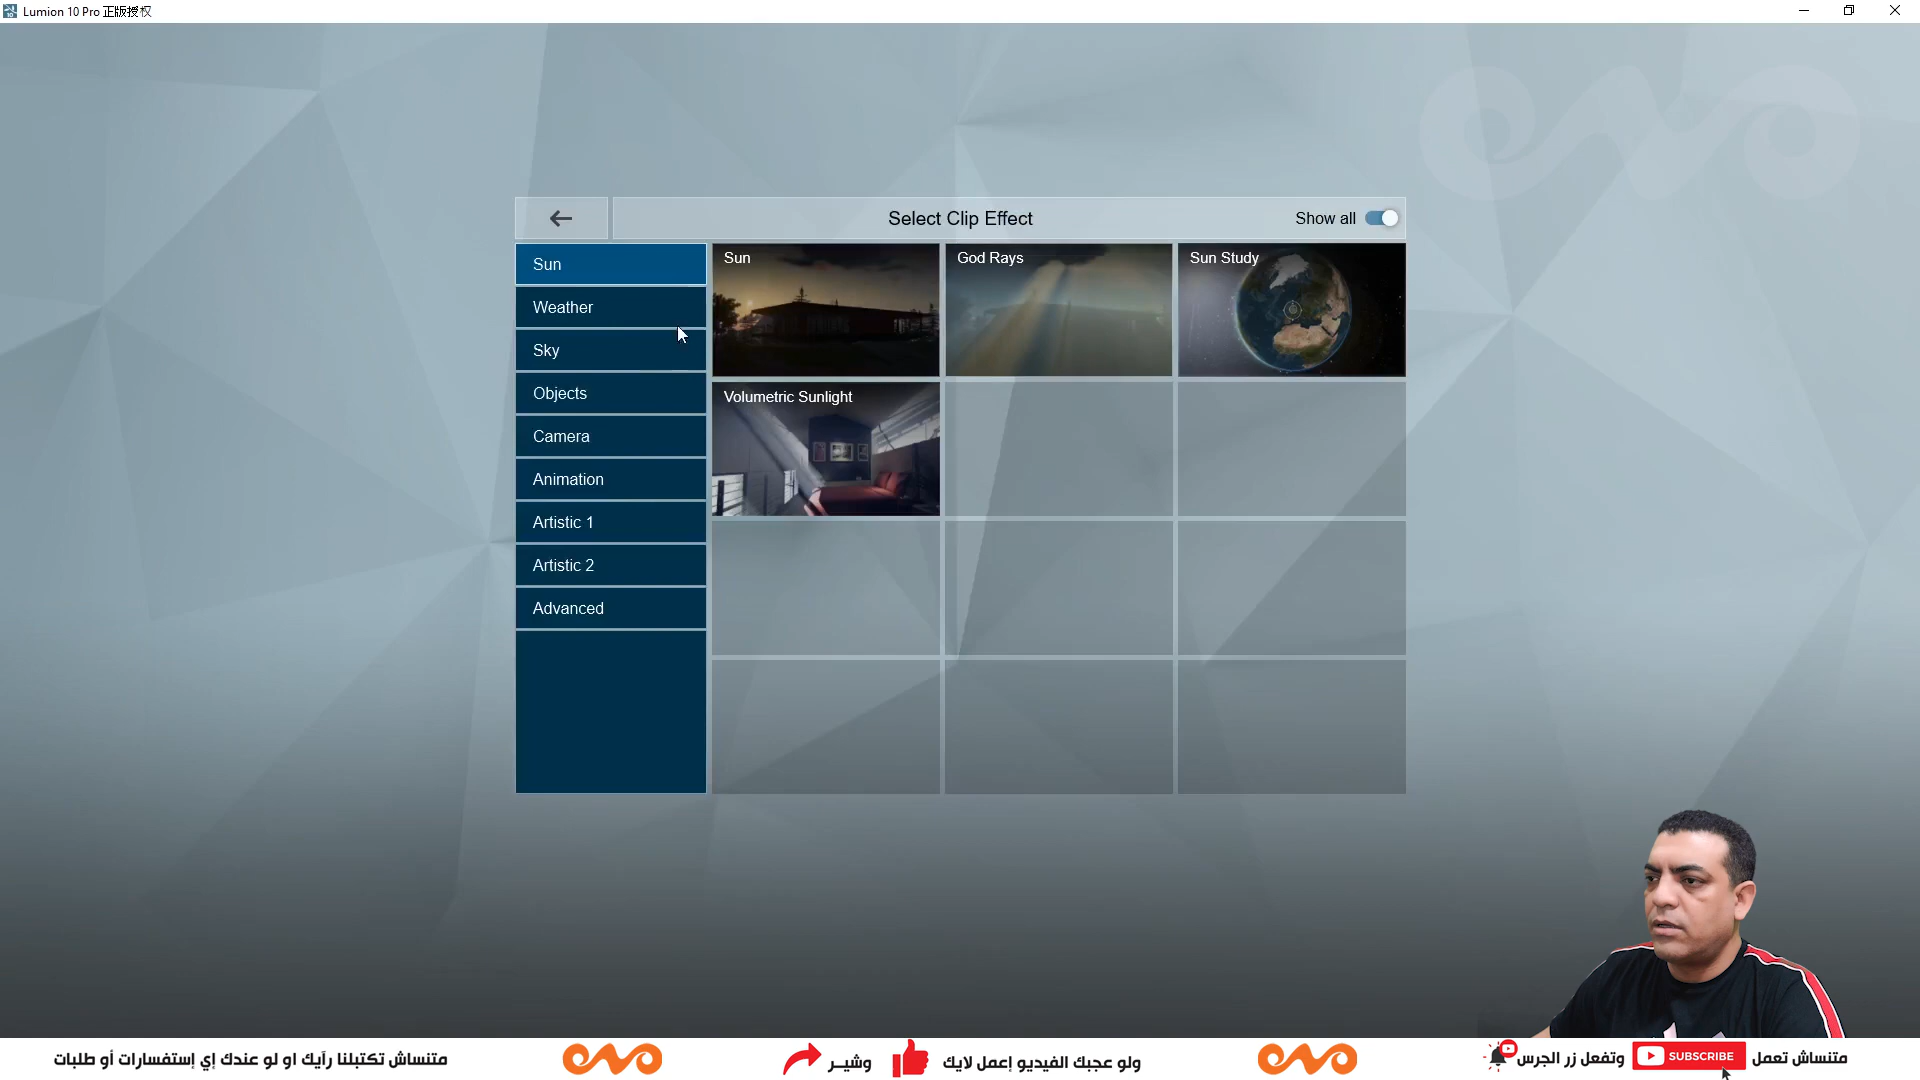 Lumion 10 Pro 正版授权
Select Clip Effect
Show all
Sun
Weather
Sky
Objects
Camera
Animation
Artistic 1
Artistic 2
Advanced
Sun
God Rays
Sun Study
Volumetric Sunlight
متنساش تعمل SUBSCRIBE وتفعل زر الجرس
ولو عجبك الفيديو إعمل لايك وشير
متنساش تكتبلنا رأيك او لو عندك إي إستفسارات أو طلبات